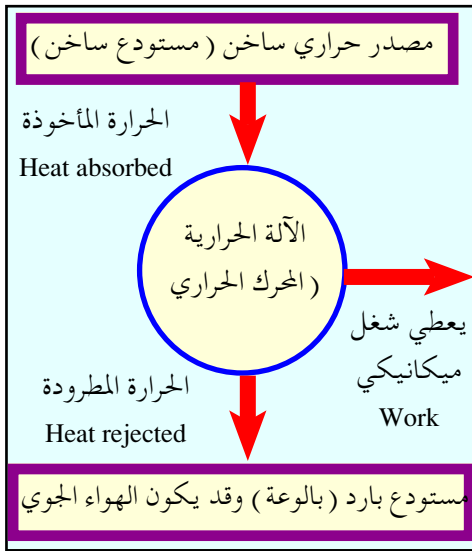 مصدر حراري ساخن ( مستودع ساخن )
الحرارة المأخوذة
Heat absorbed
الآلة الحرارية
( المحرك الحراري
يعطي شغل
ميكانيكي
Work
الحرارة المطرودة
Heat rejected
مستودع بارد ( بالوعة ) وقد يكون الهواء الجوي